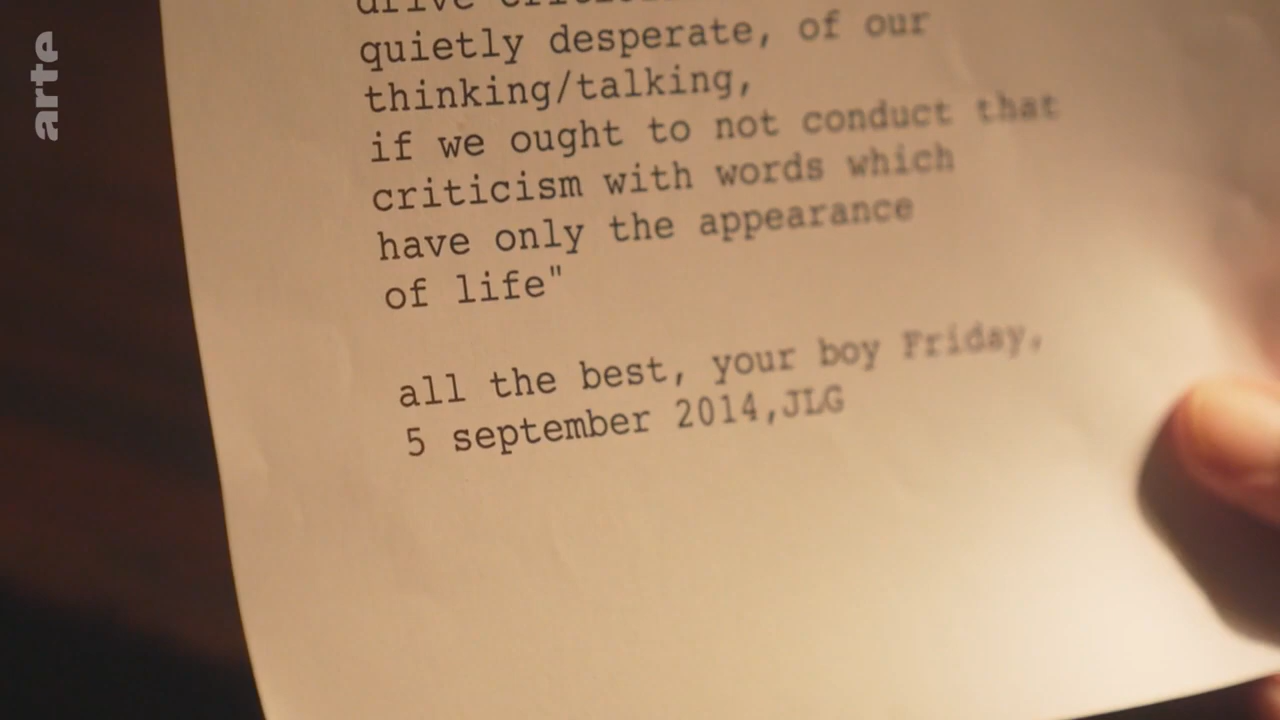 arte
quietly desperate, of our
thinking/talking,
if we ought to not conduct that
criticism with words which
have only the appearance
of life"
all the best, your boy Friday,
5 september 2014,JLG